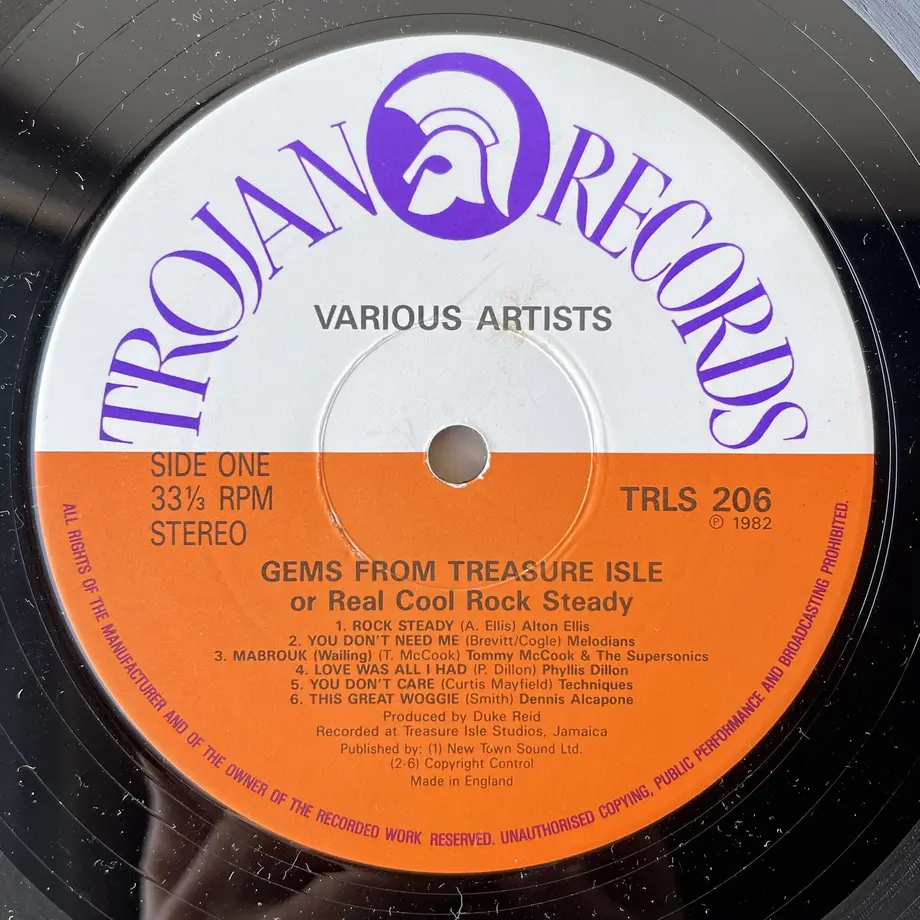 TROJAN RECORDS
VARIOUS ARTISTS
SIDE ONE
33⅓ RPM
STEREO
TRLS 206
℗ 1982
GEMS FROM TREASURE ISLE
or Real Cool Rock Steady
1. ROCK STEADY (A. Ellis) Alton Ellis
2. YOU DON'T NEED ME (Brevitt/Cogle) Melodians
3. MABROUK (Wailing) (T. McCook) Tommy McCook & The Supersonics
4. LOVE WAS ALL I HAD (P. Dillon) Phyllis Dillon
5. YOU DON'T CARE (Curtis Mayfield) Techniques
6. THIS GREAT WOGGIE (Smith) Dennis Alcapone
Produced by Duke Reid
Recorded at Treasure Isle Studios, Jamaica
Published by: (1) New Town Sound Ltd.
(2-6) Copyright Control
Made in England
ALL RIGHTS OF THE MANUFACTURER AND OF THE OWNER OF THE RECORDED WORK RESERVED. UNAUTHORISED COPYING, PUBLIC PERFORMANCE AND BROADCASTING PROHIBITED.